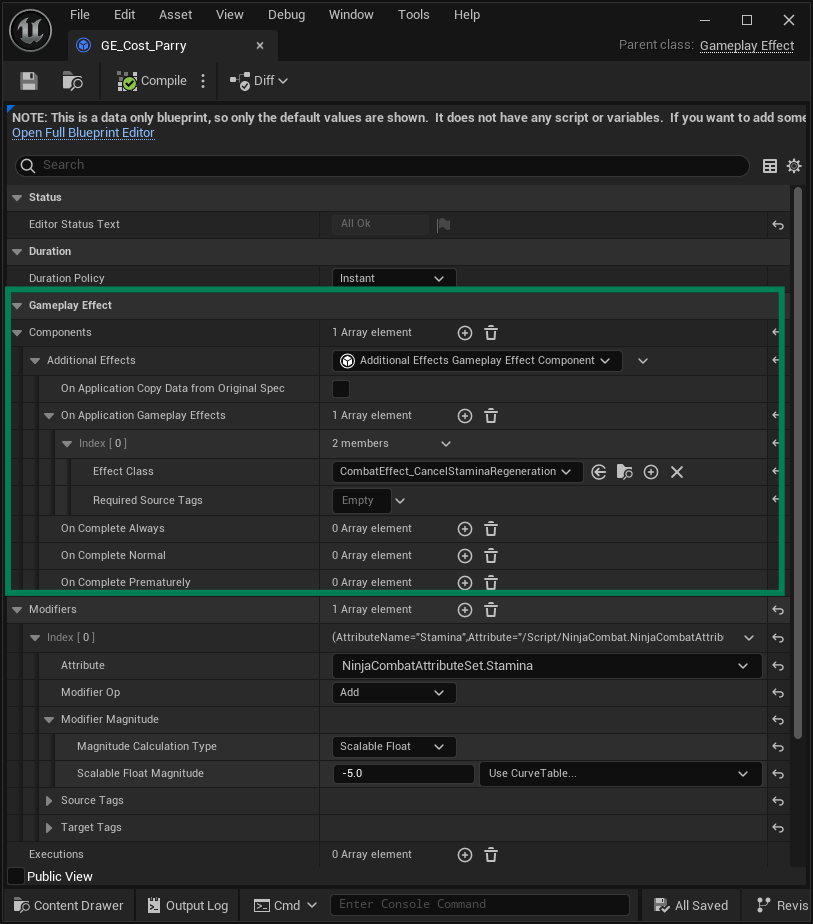 File Edit Asset View Debug Window Tools Help
GE_Cost_Parry
Parent class: Gameplay Effect
Compile Diff
NOTE: This is a data only blueprint, so only the default values are shown. It does not have any script or variables. If you want to add some
Open Full Blueprint Editor
Search
Status
Editor Status Text All Ok
Duration
Duration Policy Instant
Gameplay Effect
Components 1 Array element
Additional Effects Additional Effects Gameplay Effect Component
On Application Copy Data from Original Spec
On Application Gameplay Effects 1 Array element
Index [ 0 ] 2 members
Effect Class CombatEffect_CancelStaminaRegeneration
Required Source Tags Empty
On Complete Always 0 Array element
On Complete Normal 0 Array element
On Complete Prematurely 0 Array element
Modifiers 1 Array element
Index [ 0 ] (AttributeName="Stamina",Attribute="/Script/NinjaCombat.NinjaCombatAttrib
Attribute NinjaCombatAttributeSet.Stamina
Modifier Op Add
Modifier Magnitude
Magnitude Calculation Type Scalable Float
Scalable Float Magnitude -5.0 Use CurveTable...
Source Tags
Target Tags
Executions 0 Array element
Public View
Content Drawer Output Log Cmd Enter Console Command All Saved Revis